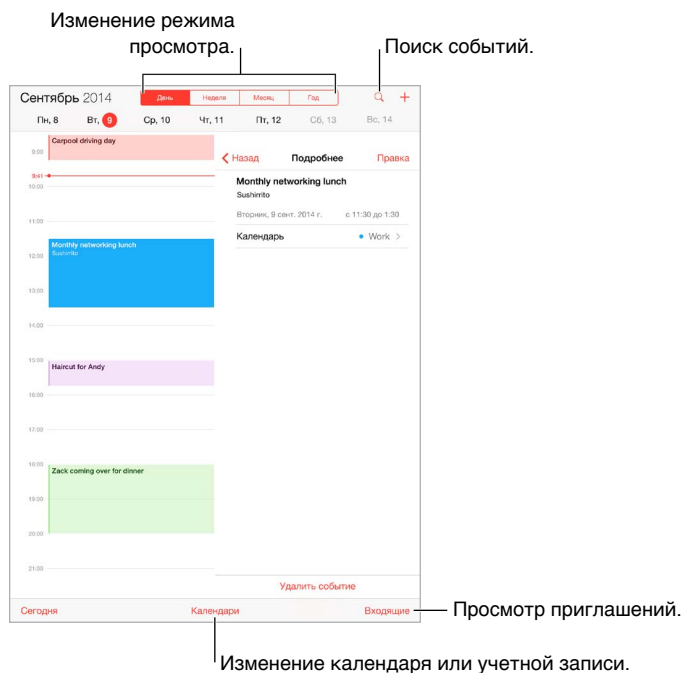 Изменение режима
просмотра.
Поиск событий.
Сентябрь 2014
День Неделя Месяц Год
Пн, 8 Вт, 9 Ср, 10 Чт, 11 Пт, 12 Сб, 13 Вс, 14
9:00
Carpool driving day
Назад Подробнее Правка
9:41
10:00
Monthly networking lunch
Sushirrito
Вторник, 9 сент. 2014 г. с 11:30 до 1:30
11:00
Календарь Work
Monthly networking lunch
Sushirrito
12:00
13:00
14:00
15:00
Haircut for Andy
16:00
17:00
18:00
Zack coming over for dinner
19:00
20:00
21:00
Удалить событие
Сегодня Календари Входящие
Просмотр приглашений.
Изменение календаря или учетной записи.